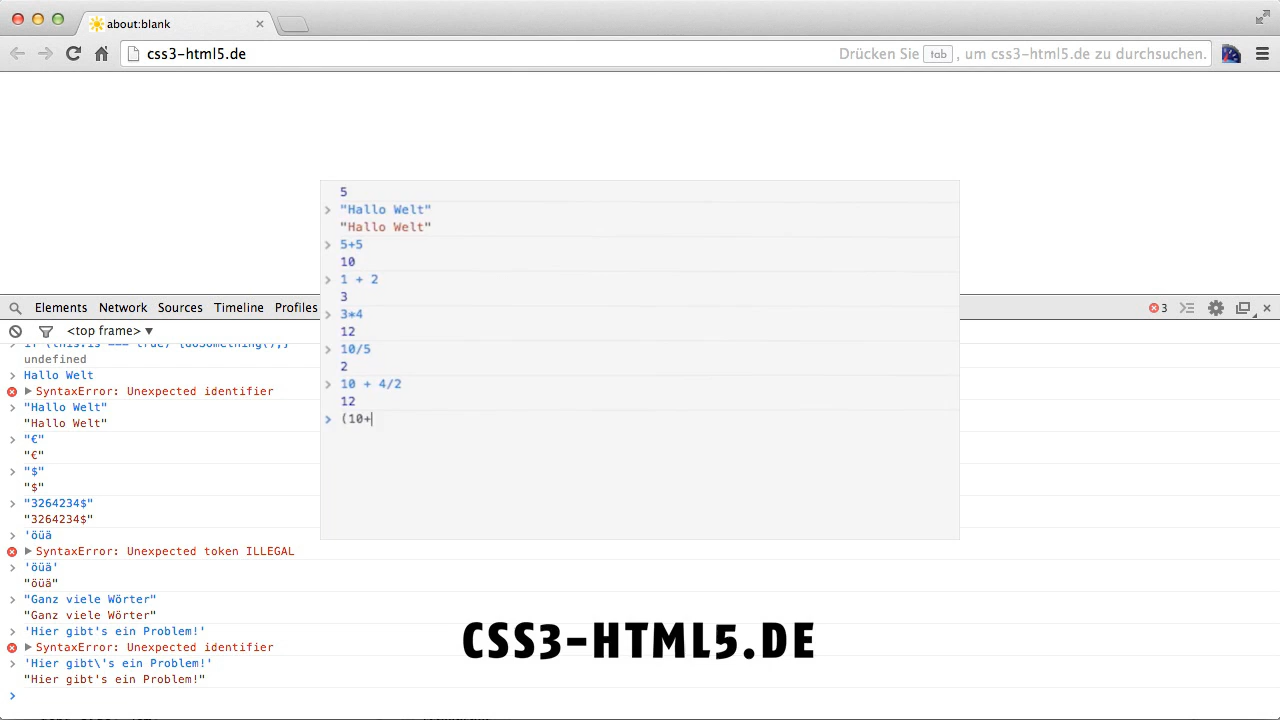 about:blank
css3-html5.de
Drücken Sie tab , um css3-html5.de zu durchsuchen.
Elements Network Sources Timeline Profiles
3
<top frame>
undefined
Hallo Welt
SyntaxError: Unexpected identifier
"Hallo Welt"
"Hallo Welt"
"€"
"€"
"$"
"$"
"3264234$"
"3264234$"
'öüä
SyntaxError: Unexpected token ILLEGAL
'öüä'
"öüä"
"Ganz viele Wörter"
"Ganz viele Wörter"
'Hier gibt's ein Problem!'
SyntaxError: Unexpected identifier
'Hier gibt\'s ein Problem!'
"Hier gibt's ein Problem!"
5
"Hallo Welt"
"Hallo Welt"
5+5
10
1 + 2
3
3*4
12
10/5
2
10 + 4/2
12
(10+
CSS3-HTML5.DE